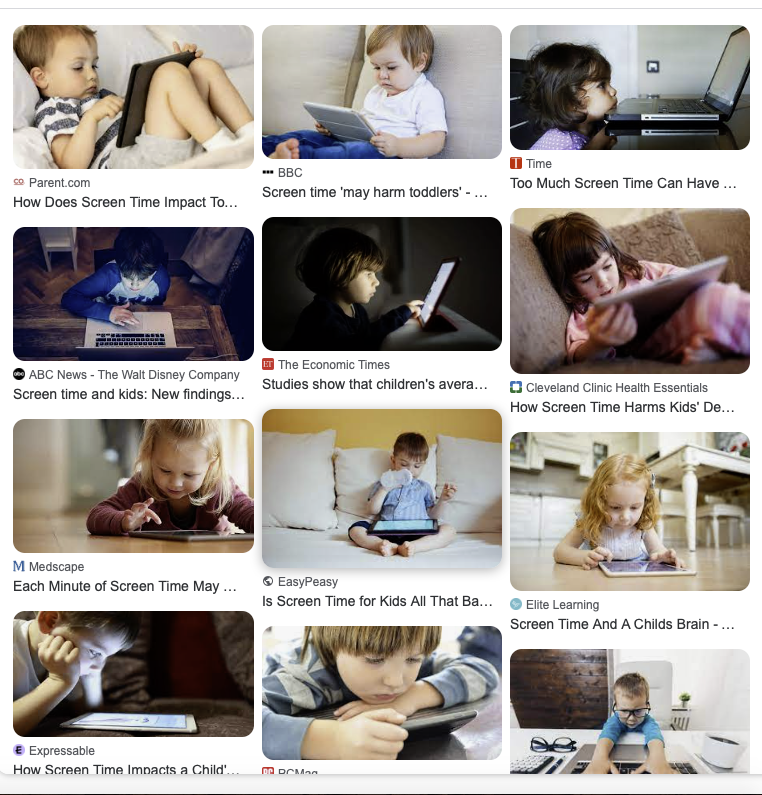 Parent.com
How Does Screen Time Impact To...
BBC
Screen time 'may harm toddlers' - ...
Time
Too Much Screen Time Can Have ...
ABC News - The Walt Disney Company
Screen time and kids: New findings...
The Economic Times
Studies show that children's avera...
Cleveland Clinic Health Essentials
How Screen Time Harms Kids' De...
Medscape
Each Minute of Screen Time May ...
EasyPeasy
Is Screen Time for Kids All That Ba...
Elite Learning
Screen Time And A Childs Brain - ...
Expressable
How Screen Time Impacts a Child'...
PCMag